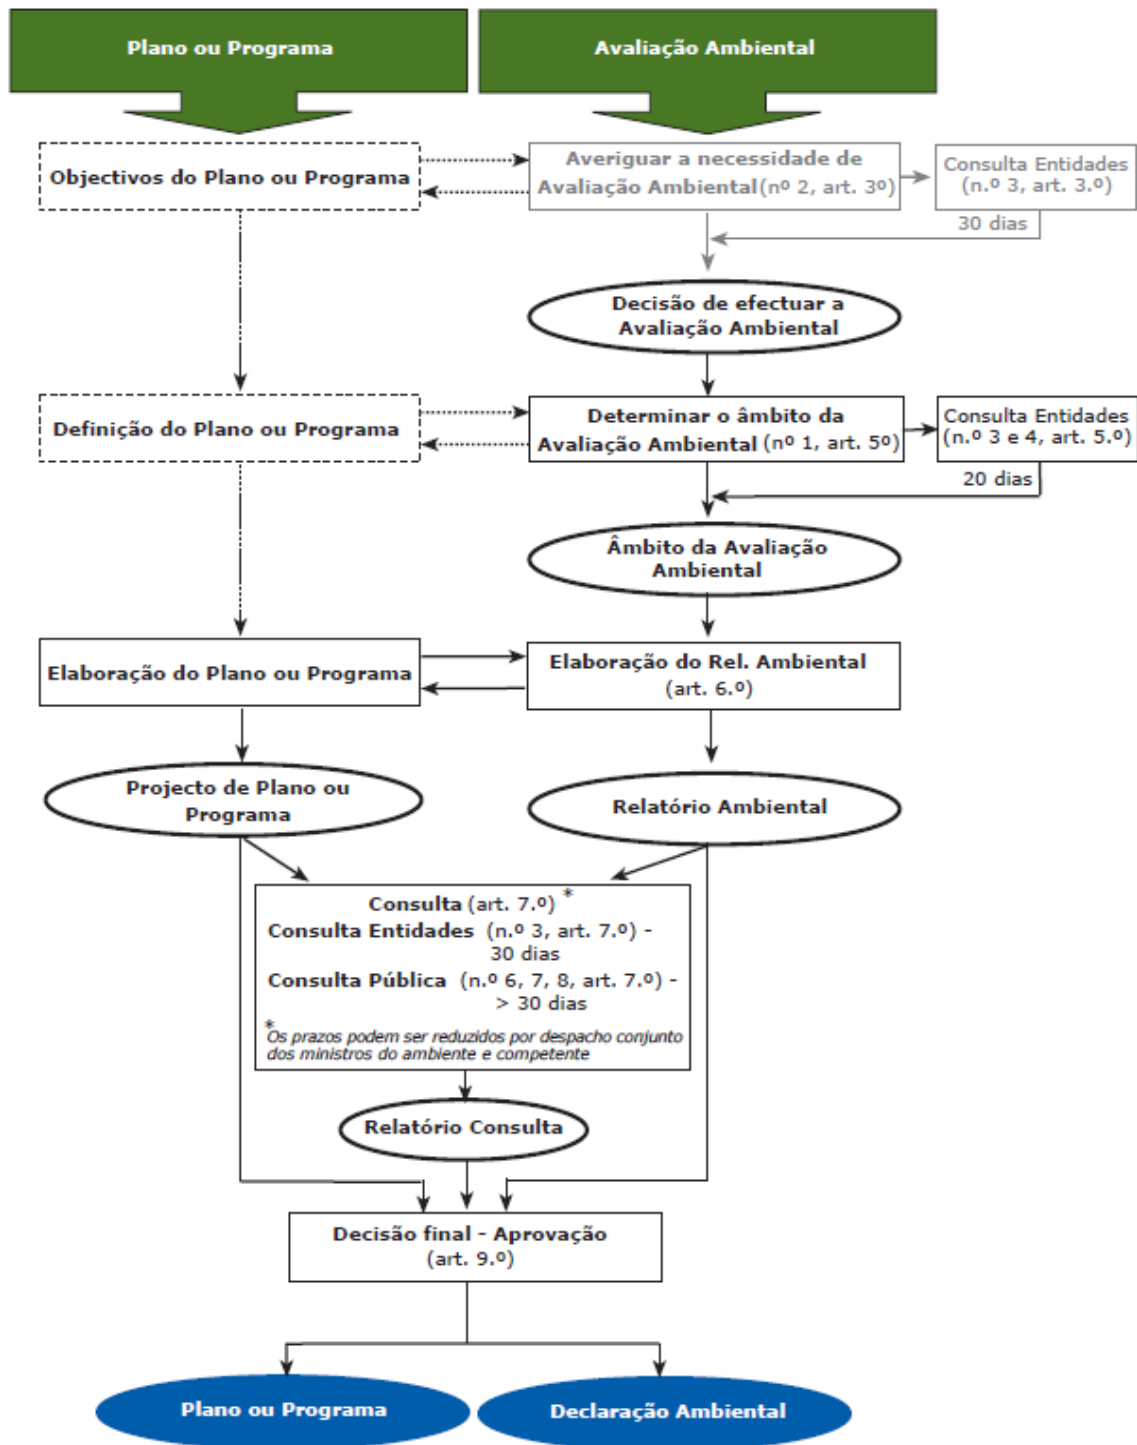 Plano ou Programa
Avaliação Ambiental
Objectivos do Plano ou Programa
Averiguar a necessidade de
Avaliação Ambiental (nº 2, art. 3º)
Consulta Entidades
(n.º 3, art. 3.º)
30 dias
Decisão de efectuar a
Avaliação Ambiental
Definição do Plano ou Programa
Determinar o âmbito da
Avaliação Ambiental (nº 1, art. 5º)
Consulta Entidades
(n.º 3 e 4, art. 5.º)
20 dias
Âmbito da Avaliação
Ambiental
Elaboração do Plano ou Programa
Elaboração do Rel. Ambiental
(art. 6.º)
Projecto de Plano ou
Programa
Relatório Ambiental
Consulta (art. 7.º) *
Consulta Entidades (n.º 3, art. 7.º) -
30 dias
Consulta Pública (n.º 6, 7, 8, art. 7.º) -
> 30 dias
* Os prazos podem ser reduzidos por despacho conjunto
dos ministros do ambiente e competente
Relatório Consulta
Decisão final - Aprovação
(art. 9.º)
Plano ou Programa
Declaração Ambiental